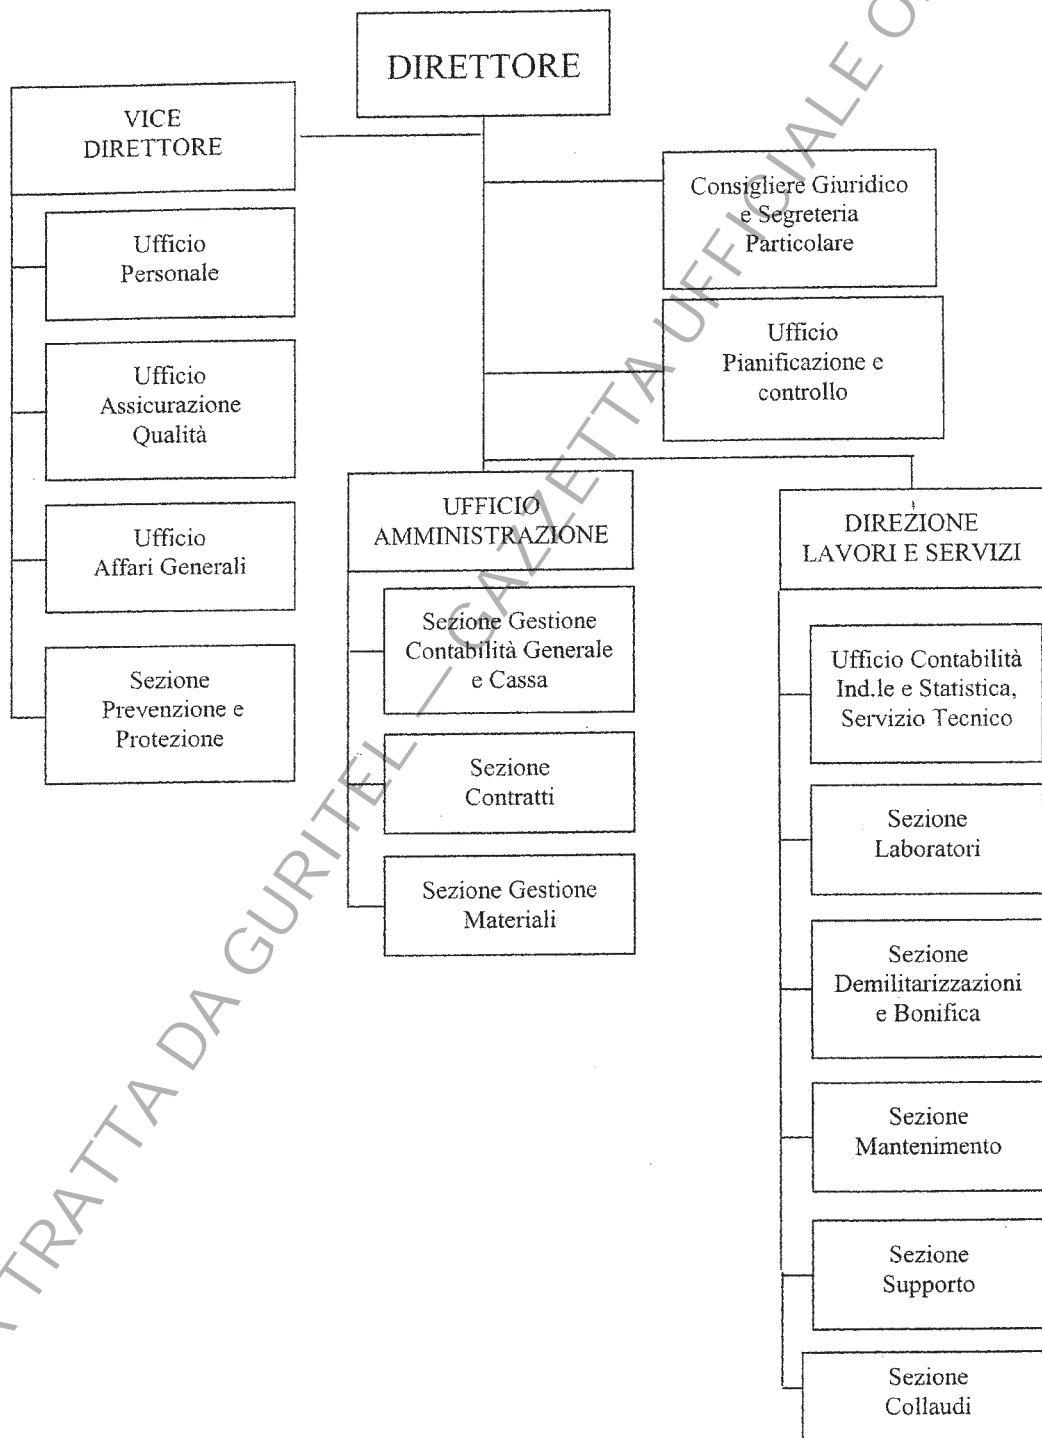 DIRETTORE
VICE
DIRETTORE
Ufficio
Personale
Ufficio
Assicurazione
Qualità
Ufficio
Affari Generali
Sezione
Prevenzione e
Protezione
Consigliere Giuridico
e Segreteria
Particolare
Ufficio
Pianificazione e
controllo
UFFICIO
AMMINISTRAZIONE
Sezione Gestione
Contabilità Generale
e Cassa
Sezione
Contratti
Sezione Gestione
Materiali
DIREZIONE
LAVORI E SERVIZI
Ufficio Contabilità
Ind.le e Statistica,
Servizio Tecnico
Sezione
Laboratori
Sezione
Demilitarizzazioni
e Bonifica
Sezione
Mantenimento
Sezione
Supporto
Sezione
Collaudi
TRATTA DA GURITEL — GAZZETTA UFFICIALE